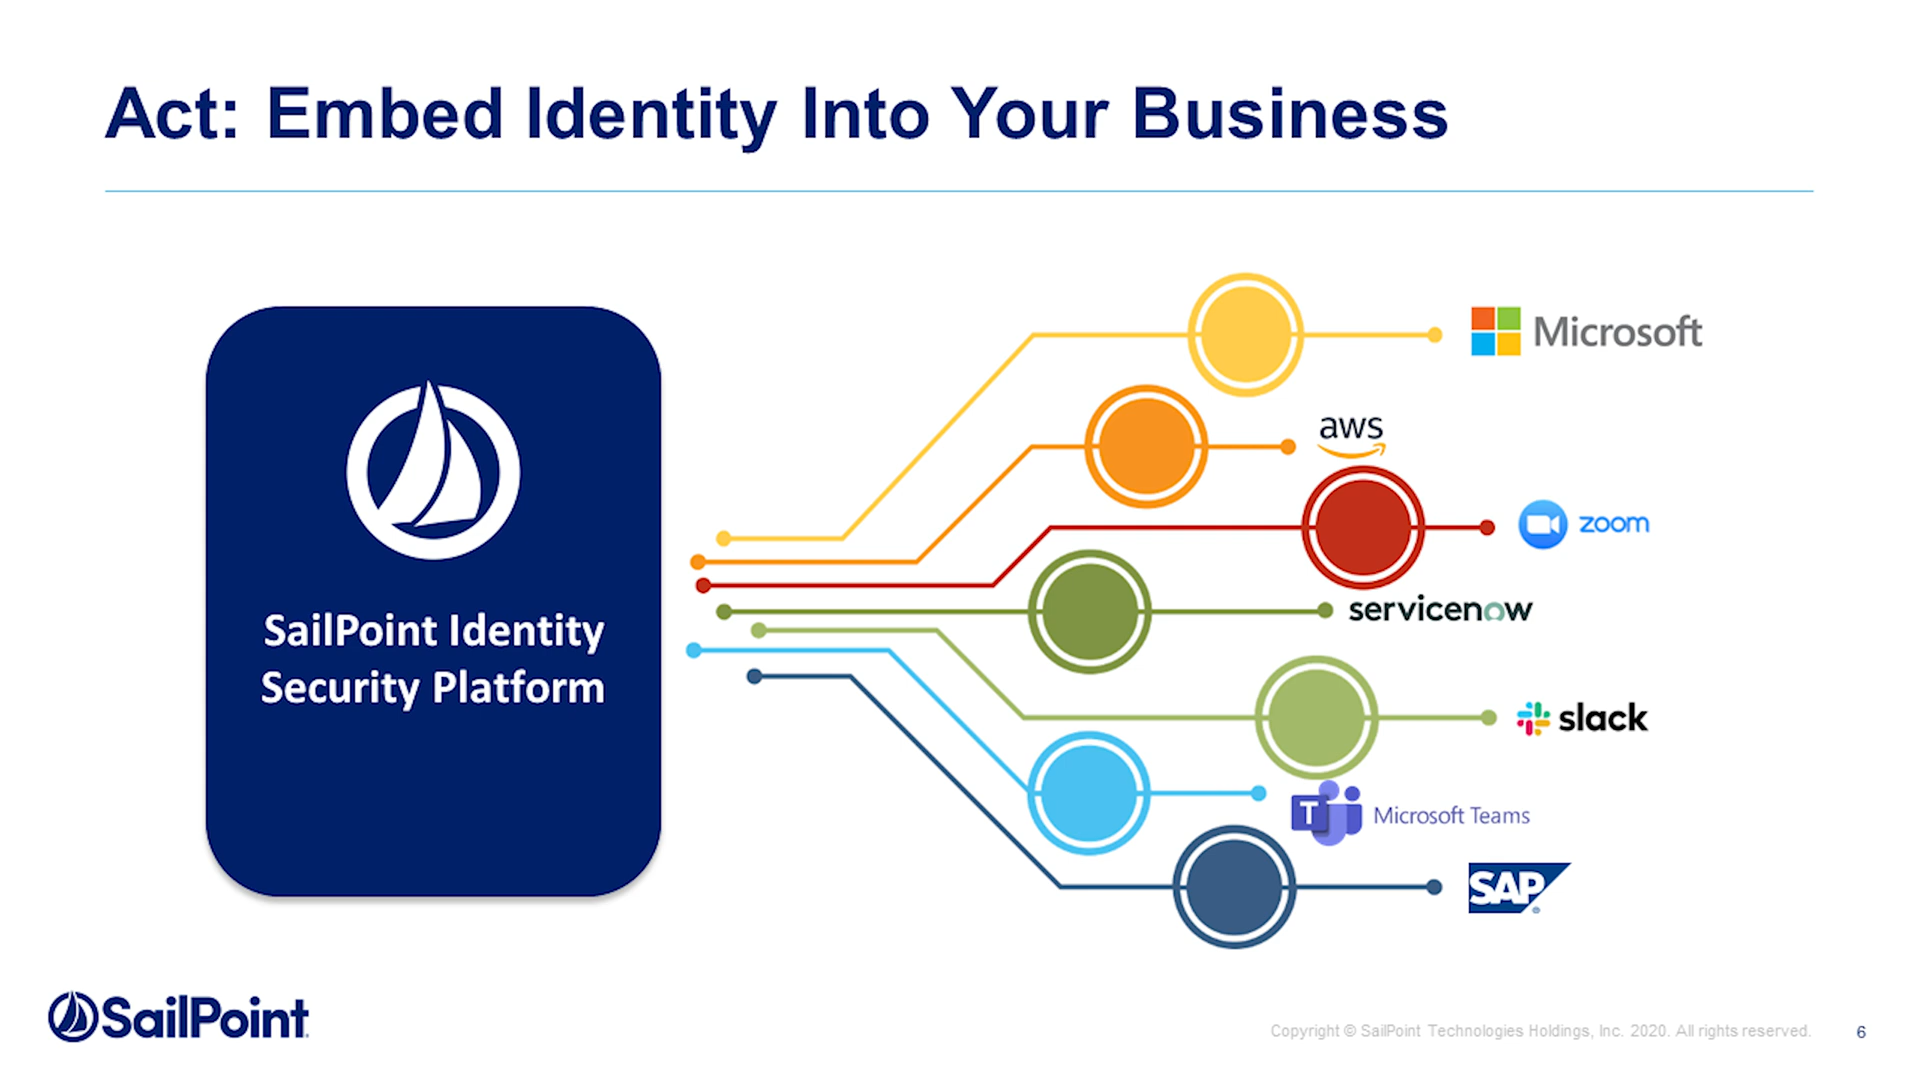 Act: Embed Identity Into Your Business
SailPoint Identity
Security Platform
Microsoft
aws
zoom
servicenow
slack
T Microsoft Teams
SAP®
SailPoint.
Copyright © SailPoint Technologies Holdings, Inc. 2020. All rights reserved.
6